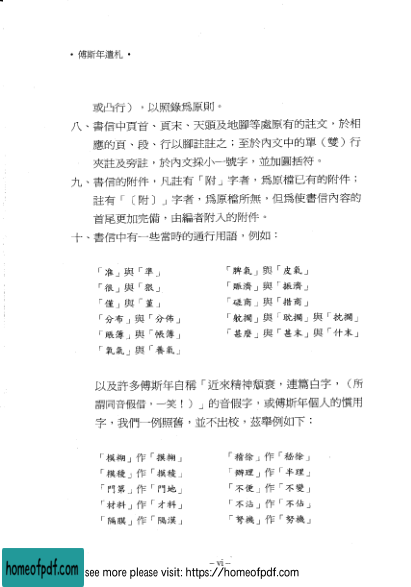 • 傅斯年遺札 •
或凸行），以照錄為原則。
八、書信中頁首、頁末、天頭及地腳等處原有的註文，於相
應的頁、段、行以腳註註之；至於內文中的單（雙）行
夾註及旁註，於內文採小一號字，並加圓括符。
九、書信的附件，凡註有「附」字者，為原檔已有的附件；
註有「〔附〕」字者，為原檔所無，但為使書信內容的
首尾更加完備，由編者附入的附件。
十、書信中有一些當時的通行用語，例如：
「准」與「準」 「脾氣」與「皮氣」
「很」與「狠」 「賑濟」與「振濟」
「僅」與「堇」 「磋商」與「措商」
「分布」與「分佈」 「耽擱」與「耽擱」與「扰擱」
「賬薄」與「帳薄」 「甚麼」與「甚末」與「什末」
「氧氣」與「養氣」
以及許多傅斯年自稱「近來精神頹衰，連篇白字，（所
謂同音假借，一笑！）」的音假字，或傅斯年個人的慣用
字，我們一例照舊，並不出校，茲舉例如下：
「模糊」作「摸糊」 「稽徐」作「嵇徐」
「模稜」作「摸稜」 「辦理」作「半理」
「門第」作「門地」 「不便」作「不變」
「材料」作「才料」 「不沾」作「不佔」
「隔膜」作「隔漠」 「弩機」作「努機」
– vi –
homeofpdf.com
see more please visit: https://homeofpdf.com